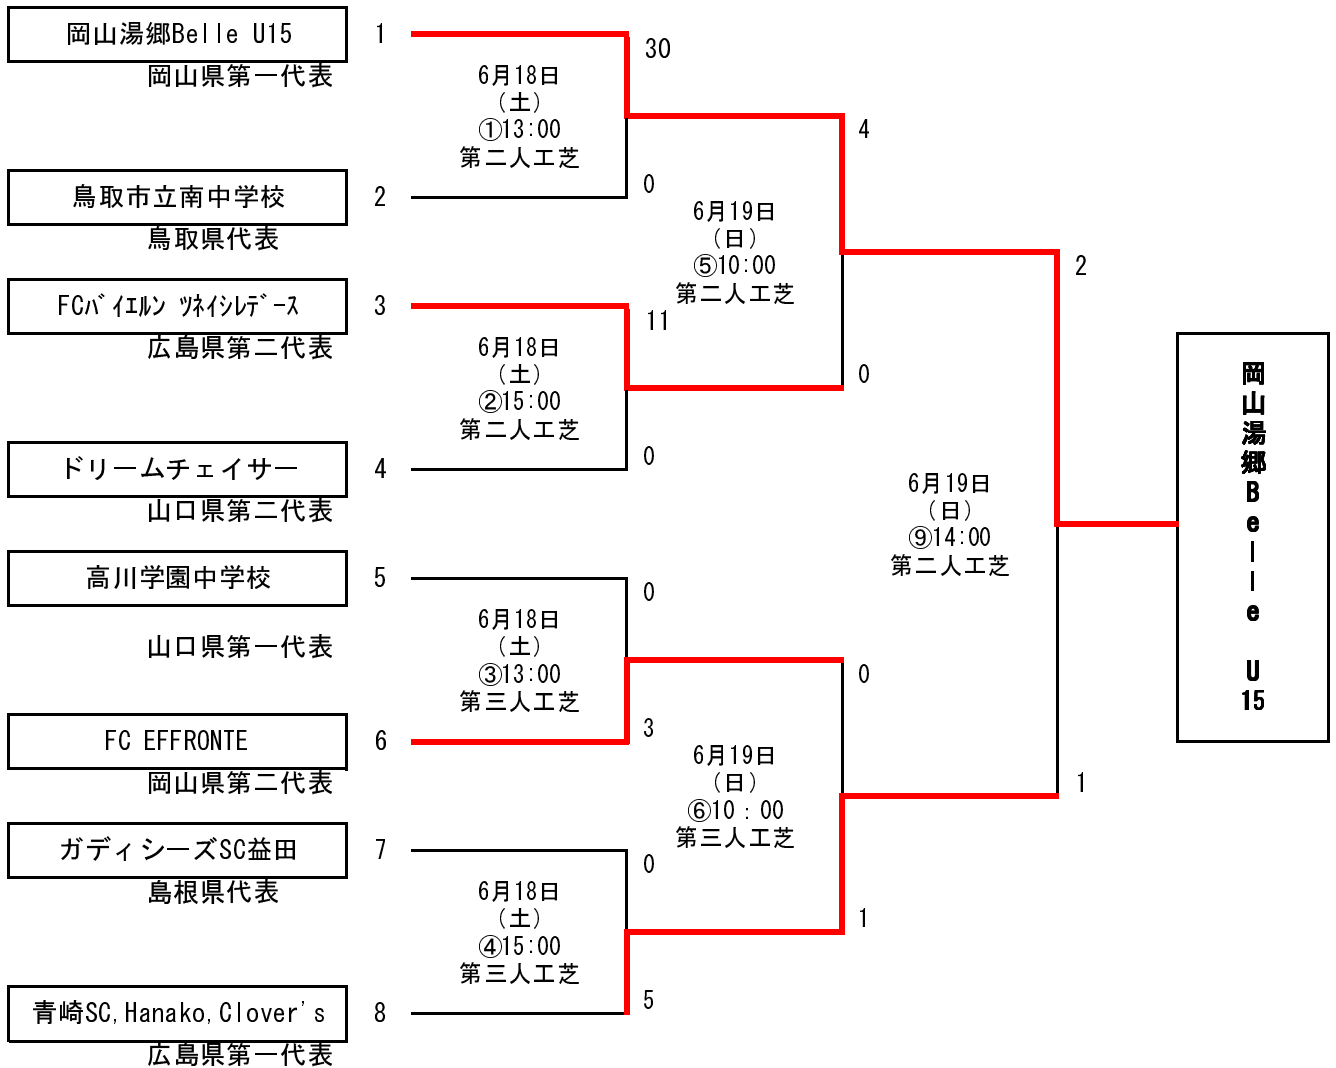 岡山湯郷Belle U15 1
30
岡山県第一代表
6月18日
（土）
①13:00
第二人工芝
4
0
鳥取市立南中学校 2
鳥取県代表
6月19日
（日）
⑤10:00
第二人工芝
2
FCﾊﾞｲｴﾙﾝ ﾂﾈｲｼﾚﾃﾞｰｽ 3
11
広島県第二代表
6月18日
（土）
②15:00
第二人工芝
0
0
ドリームチェイサー 4
山口県第二代表
6月19日
（日）
⑨14:00
第二人工芝
岡山湯郷Belle U15
高川学園中学校 5
0
山口県第一代表
6月18日
（土）
③13:00
第三人工芝
0
3
FC EFFRONTE 6
岡山県第二代表
6月19日
（日）
⑥10：00
第三人工芝
1
ガディシーズSC益田 7
0
島根県代表
6月18日
（土）
④15:00
第三人工芝
1
5
青崎SC,Hanako,Clover's 8
広島県第一代表